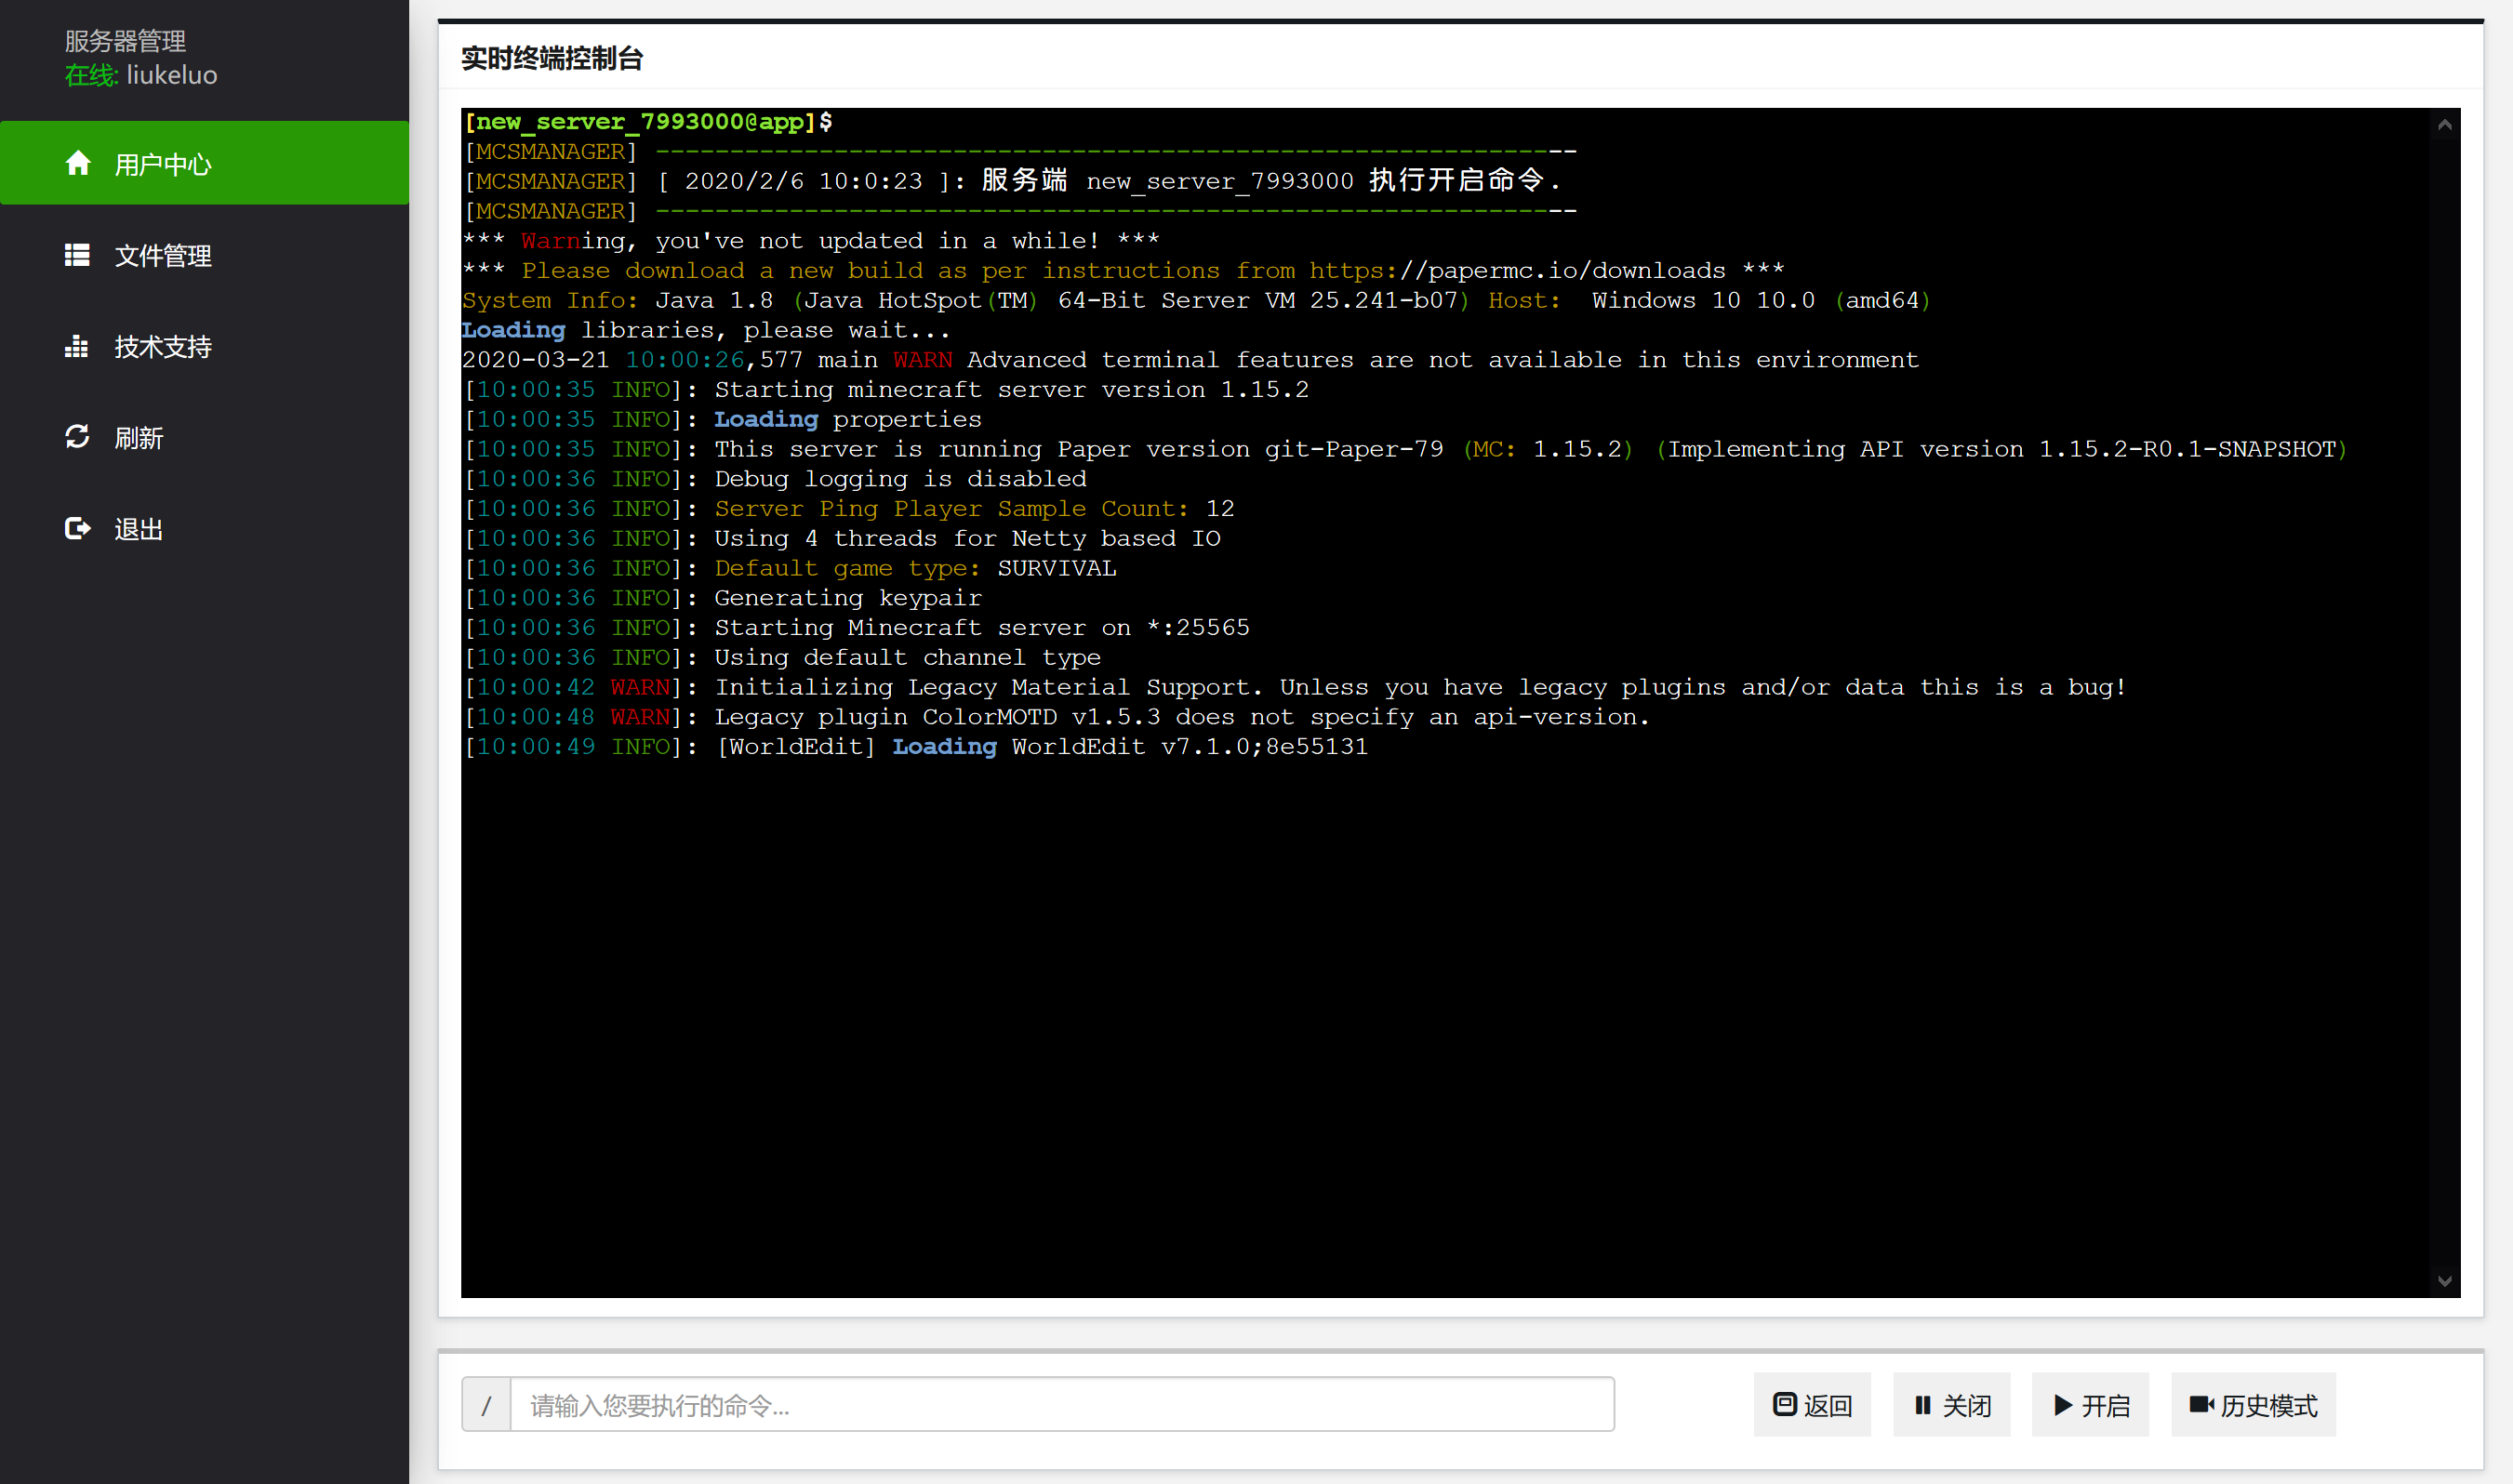 服务器管理
在线: liukeluo
用户中心
文件管理
技术支持
刷新
退出
实时终端控制台
[new_server_7993000@app]$
[MCSMANAGER] --------------------------------------------------------------
[MCSMANAGER] [ 2020/2/6 10:0:23 ]: 服务端 new_server_7993000 执行开启命令.
[MCSMANAGER] --------------------------------------------------------------
*** Warning, you've not updated in a while! ***
*** Please download a new build as per instructions from https://papermc.io/downloads ***
System Info: Java 1.8 (Java HotSpot(TM) 64-Bit Server VM 25.241-b07) Host:  Windows 10 10.0 (amd64)
Loading libraries, please wait...
2020-03-21 10:00:26,577 main WARN Advanced terminal features are not available in this environment
[10:00:35 INFO]: Starting minecraft server version 1.15.2
[10:00:35 INFO]: Loading properties
[10:00:35 INFO]: This server is running Paper version git-Paper-79 (MC: 1.15.2) (Implementing API version 1.15.2-R0.1-SNAPSHOT)
[10:00:36 INFO]: Debug logging is disabled
[10:00:36 INFO]: Server Ping Player Sample Count: 12
[10:00:36 INFO]: Using 4 threads for Netty based IO
[10:00:36 INFO]: Default game type: SURVIVAL
[10:00:36 INFO]: Generating keypair
[10:00:36 INFO]: Starting Minecraft server on *:25565
[10:00:36 INFO]: Using default channel type
[10:00:42 WARN]: Initializing Legacy Material Support. Unless you have legacy plugins and/or data this is a bug!
[10:00:48 WARN]: Legacy plugin ColorMOTD v1.5.3 does not specify an api-version.
[10:00:49 INFO]: [WorldEdit] Loading WorldEdit v7.1.0;8e55131
/ 请输入您要执行的命令...
返回 关闭 开启 历史模式